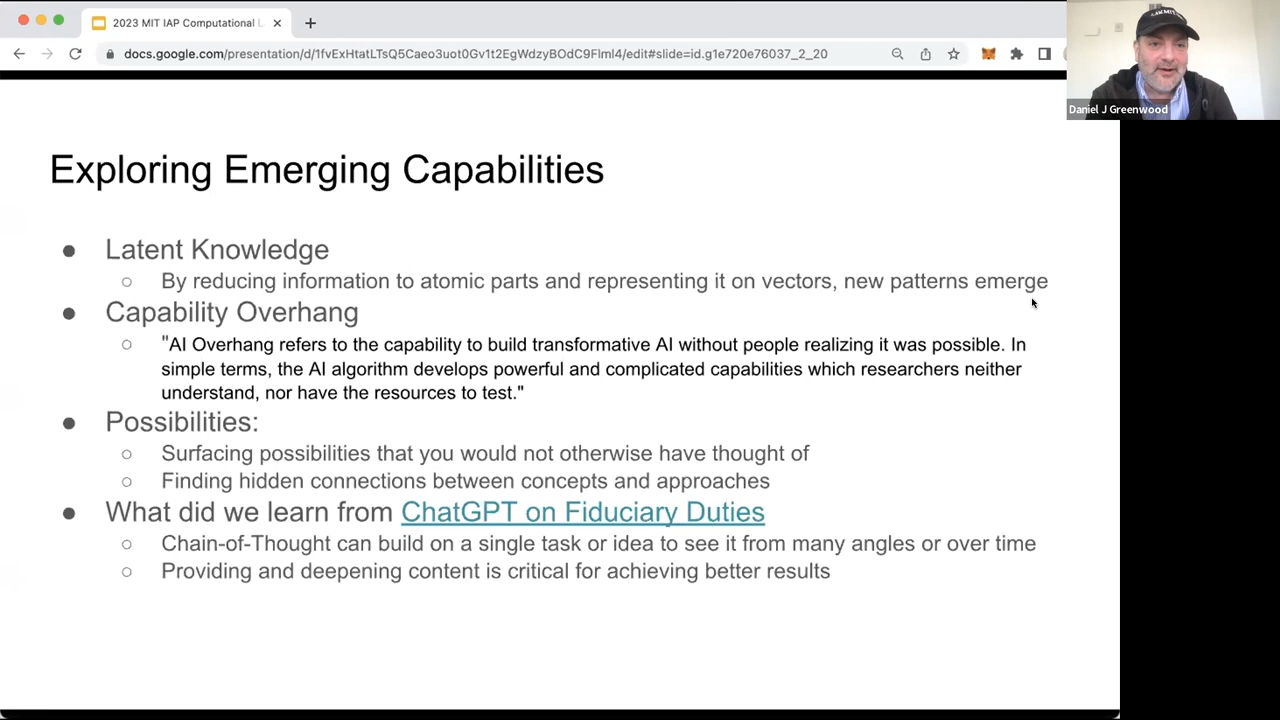 2023 MIT IAP Computational L
docs.google.com/presentation/d/1fvExHtatLTsQ5Caeo3uot0Gv1t2EgWdzyBOdC9Flml4/edit#slide=id.g1e720e76037_2_20
Daniel J Greenwood
Exploring Emerging Capabilities
● Latent Knowledge
○ By reducing information to atomic parts and representing it on vectors, new patterns emerge
● Capability Overhang
○ "AI Overhang refers to the capability to build transformative AI without people realizing it was possible. In
simple terms, the AI algorithm develops powerful and complicated capabilities which researchers neither
understand, nor have the resources to test."
● Possibilities:
○ Surfacing possibilities that you would not otherwise have thought of
○ Finding hidden connections between concepts and approaches
● What did we learn from ChatGPT on Fiduciary Duties
○ Chain-of-Thought can build on a single task or idea to see it from many angles or over time
○ Providing and deepening content is critical for achieving better results